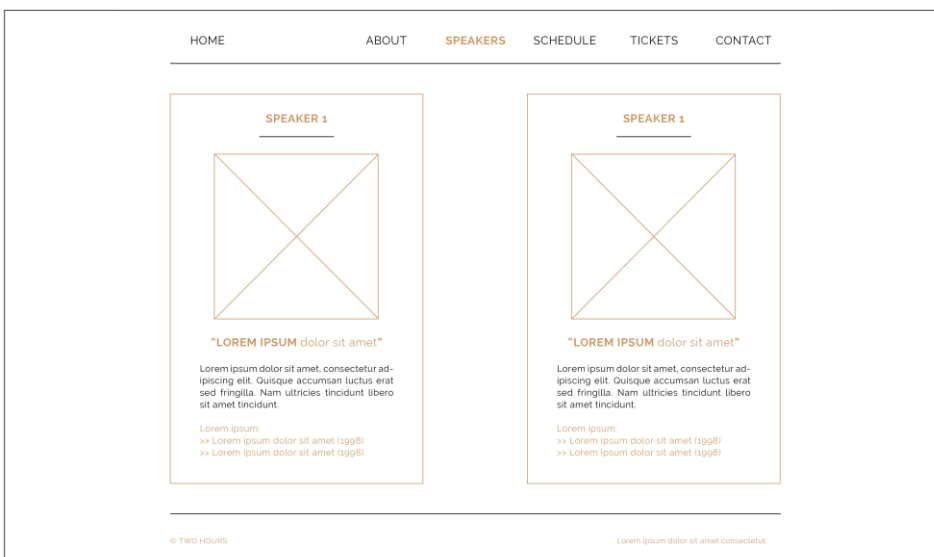 HOME ABOUT SPEAKERS SCHEDULE TICKETS CONTACT
SPEAKER 1
"LOREM IPSUM dolor sit amet"
Lorem ipsum dolor sit amet, consectetur ad-
ipiscing elit. Quisque accumsan luctus erat
sed fringilla. Nam ultricies tincidunt libero
sit amet tincidunt.
Lorem ipsum:
>> Lorem ipsum dolor sit amet (1998)
>> Lorem ipsum dolor sit amet (1998)
SPEAKER 1
"LOREM IPSUM dolor sit amet"
Lorem ipsum dolor sit amet, consectetur ad-
ipiscing elit. Quisque accumsan luctus erat
sed fringilla. Nam ultricies tincidunt libero
sit amet tincidunt.
Lorem ipsum:
>> Lorem ipsum dolor sit amet (1998)
>> Lorem ipsum dolor sit amet (1998)
© TWO HOURS
Lorem ipsum dolor sit amet consectetut.